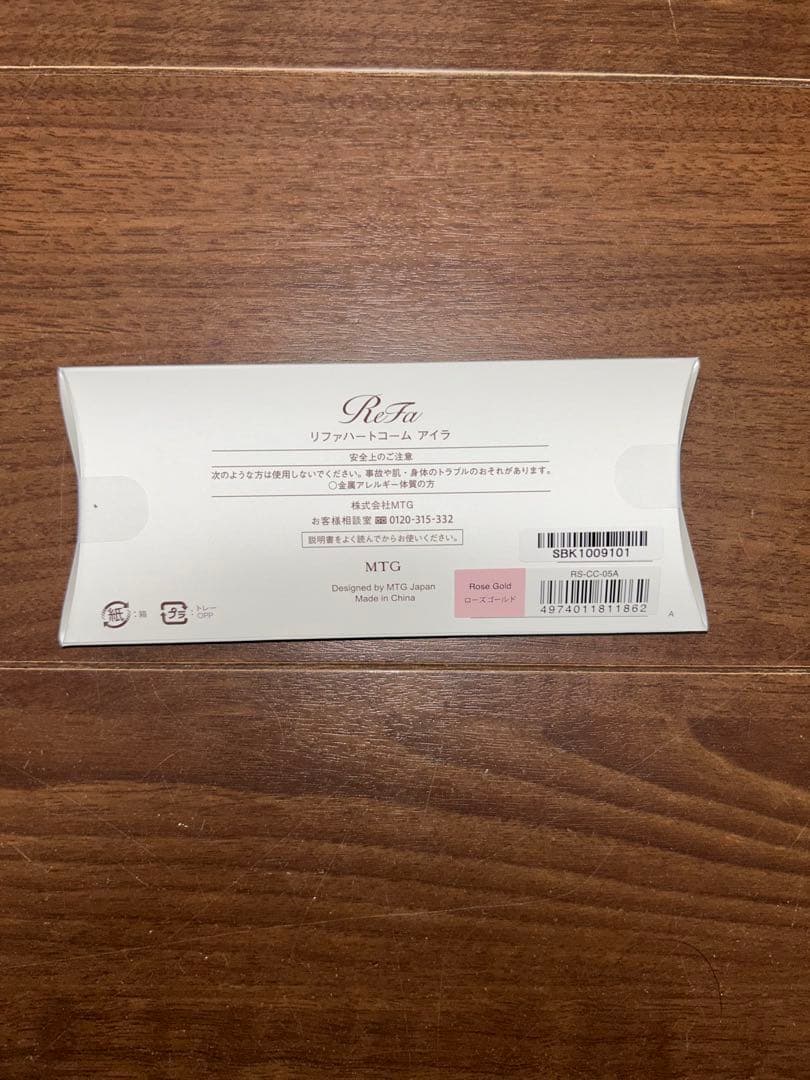 ReFa
リファハートコーム アイラ
安全上のご注意
次のような方は使用しないでください。事故や肌・身体のトラブルのおそれがあります。
○金属アレルギー体質の方
株式会社MTG
お客様相談室 0120-315-332
説明書をよく読んでからお使いください。
MTG
Designed by MTG Japan
Made in China
紙:箱
プラ:トレー
OPP
SBK1009101
Rose Gold
ローズゴールド
RS-CC-05A
4974011811862
A